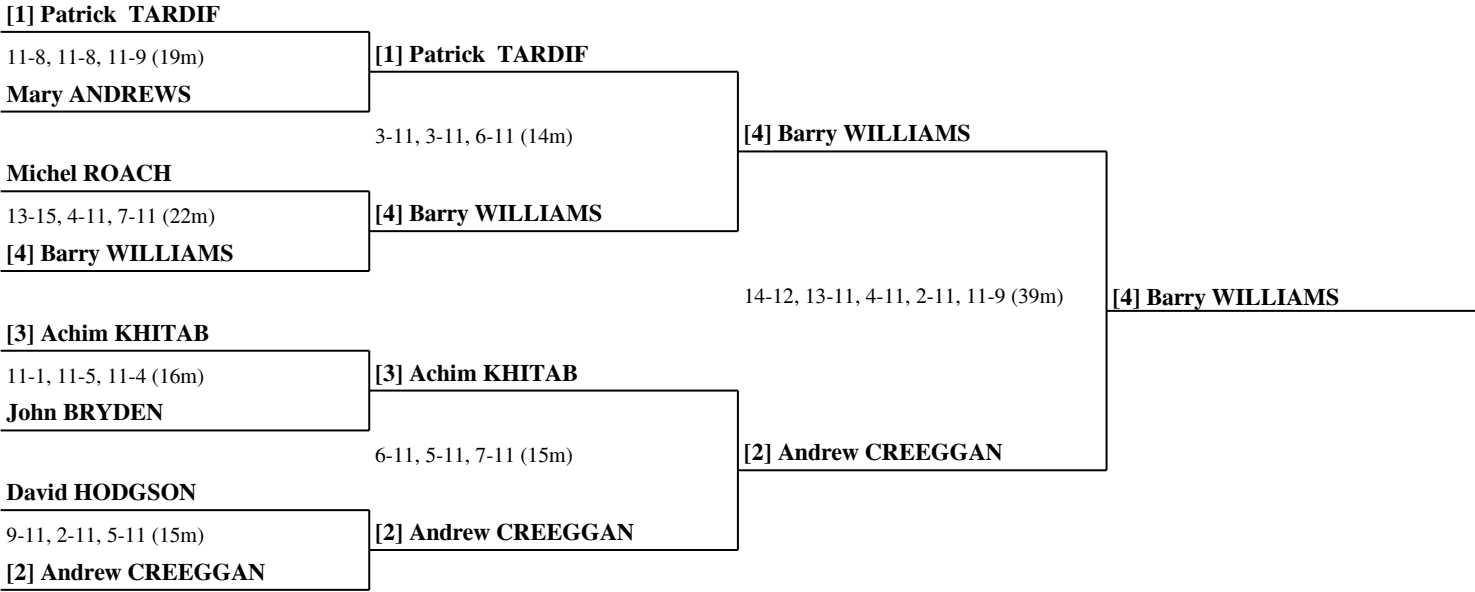 [1] Patrick  TARDIF
11-8, 11-8, 11-9 (19m)
Mary ANDREWS
Michel ROACH
13-15, 4-11, 7-11 (22m)
[4] Barry WILLIAMS
[3] Achim KHITAB
11-1, 11-5, 11-4 (16m)
John BRYDEN
David HODGSON
9-11, 2-11, 5-11 (15m)
[2] Andrew CREEGGAN
[1] Patrick  TARDIF
3-11, 3-11, 6-11 (14m)
[4] Barry WILLIAMS
[3] Achim KHITAB
6-11, 5-11, 7-11 (15m)
[2] Andrew CREEGGAN
[4] Barry WILLIAMS
14-12, 13-11, 4-11, 2-11, 11-9 (39m)
[2] Andrew CREEGGAN
[4] Barry WILLIAMS